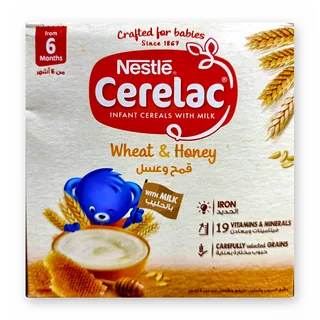 Crafted for babies
Since 1867
from
6
Months
من 6 أشهر
Nestlé
Cerelac®
INFANT CEREALS WITH MILK
Wheat & Honey
قمح وعسل
with MILK
بالحليب
IRON
الحديد
19 VITAMINS & MINERALS
فيتامينات ومعادن
CAREFULLY selected GRAINS
حبوب مختارة بعناية